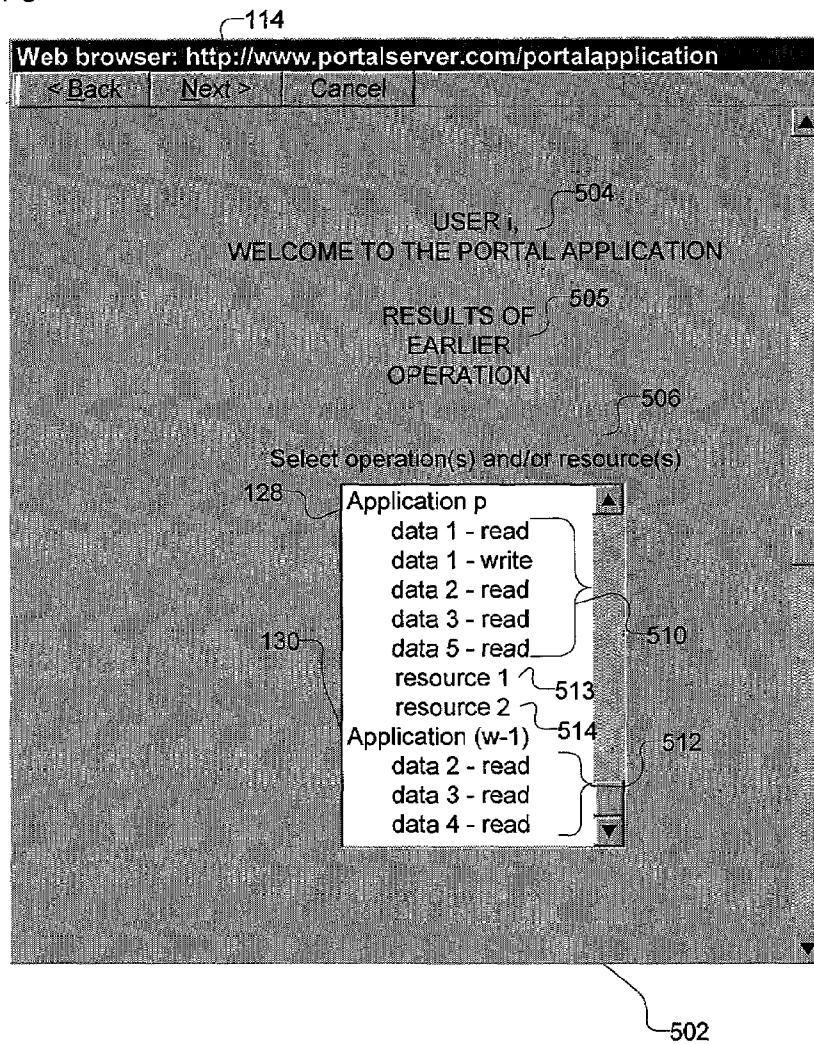 114
Web browser: http://www.portalserver.com/portalapplication
< Back Next > Cancel
504
USER i,
WELCOME TO THE PORTAL APPLICATION
505
RESULTS OF
EARLIER
OPERATION
506
Select operation(s) and/or resource(s)
128
Application p
data 1 - read
data 1 - write
data 2 - read
data 3 - read
510
130
data 5 - read
resource 1
513
resource 2
514
Application (w-1)
512
data 2 - read
data 3 - read
data 4 - read
502